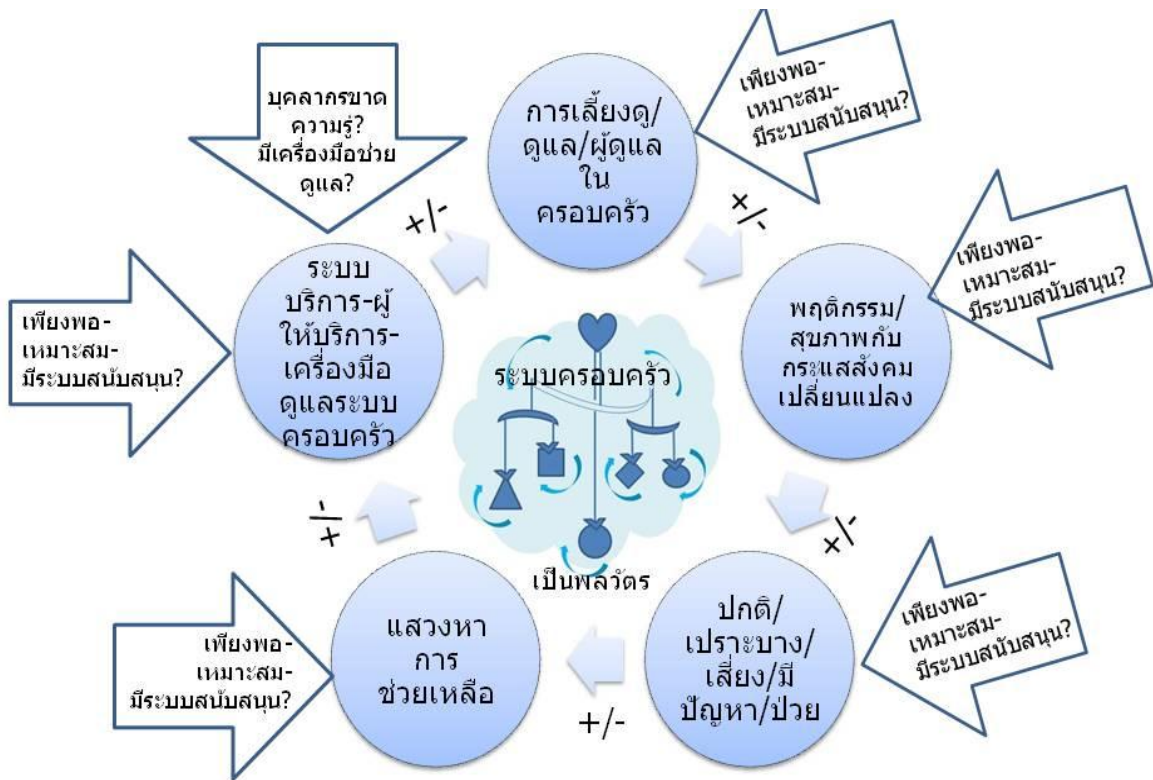 บุคลากรขาด
ความรู้?
มีเครื่องมือช่วย
ดูแล?
การเลี้ยงดู/
ดูแล/ผู้ดูแล
ใน
ครอบครัว
เพียงพอ-
เหมาะสม-
มีระบบสนับสนุน?
+/-
+/-
ระบบ
บริการ-ผู้
ให้บริการ-
เครื่องมือ
ดูแลระบบ
ครอบครัว
เพียงพอ-
เหมาะสม-
มีระบบสนับสนุน?
พฤติกรรม/
สุขภาพกับ
กระแสสังคม
เปลี่ยนแปลง
เพียงพอ-
เหมาะสม-
มีระบบสนับสนุน?
ระบบครอบครัว
เป็นพลวัตร
+/-
+/-
แสวงหา
การ
ช่วยเหลือ
เพียงพอ-
เหมาะสม-
มีระบบสนับสนุน?
+/-
ปกติ/
เปราะบาง/
เสี่ยง/มี
ปัญหา/ป่วย
เพียงพอ-
เหมาะสม-
มีระบบสนับสนุน?